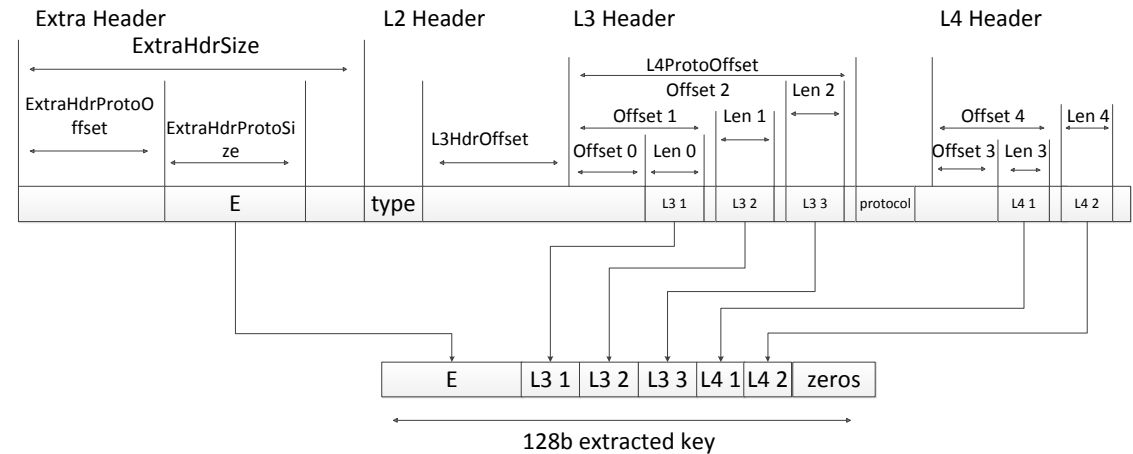 Extra Header
L2 Header
L3 Header
L4 Header
ExtraHdrSize
L4ProtoOffset
Offset 2
Len 2
ExtraHdrProtoO
ffset
ExtraHdrProtoSi
ze
L3HdrOffset
Offset 1
Len 1
Offset 4
Len 4
Offset 0
Len 0
Offset 3
Len 3
E
type
L3 1
L3 2
L3 3
protocol
L4 1
L4 2
E
L3 1
L3 2
L3 3
L4 1
L4 2
zeros
128b extracted key